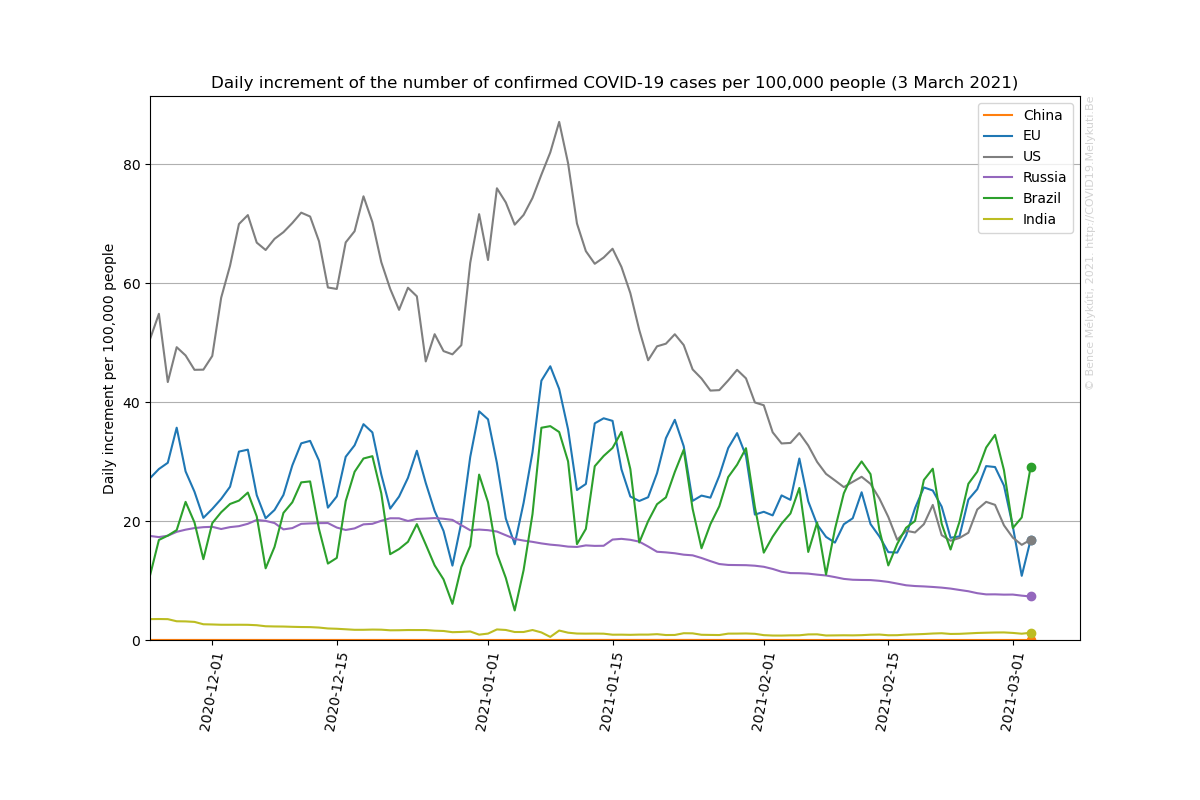 Daily increment of the number of confirmed COVID-19 cases per 100,000 people (3 March 2021)
Daily increment per 100,000 people
80
60
40
20
0
China
EU
US
Russia
Brazil
India
2020-12-01
2020-12-15
2021-01-01
2021-01-15
2021-02-01
2021-02-15
2021-03-01
© Bence Mélykúti, 2021 http://COVID19.Melykuti.Be